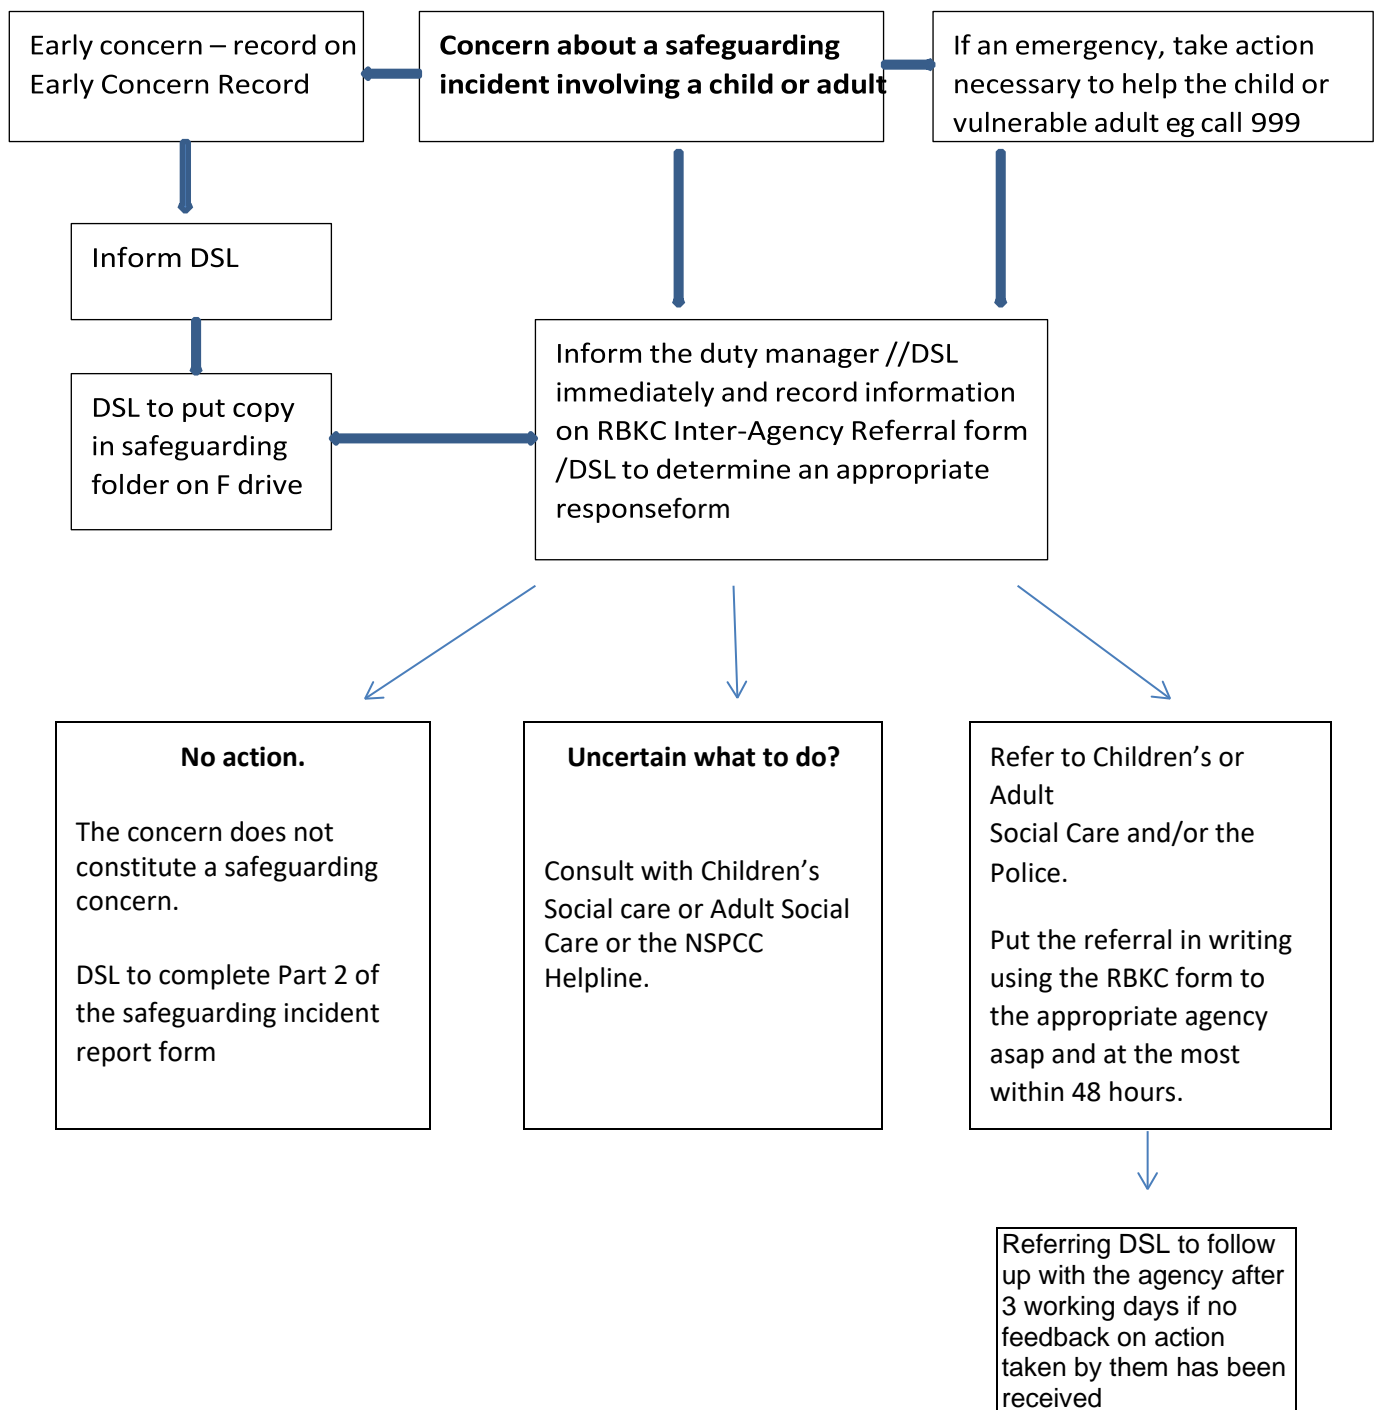 Early concern – record on
Early Concern Record
Concern about a safeguarding
incident involving a child or adult
If an emergency, take action
necessary to help the child or
vulnerable adult eg call 999
Inform DSL
DSL to put copy
in safeguarding
folder on F drive
Inform the duty manager //DSL
immediately and record information
on RBKC Inter-Agency Referral form
/DSL to determine an appropriate
responseform
No action.
The concern does not
constitute a safeguarding
concern.
DSL to complete Part 2 of
the safeguarding incident
report form
Uncertain what to do?
Consult with Children’s
Social care or Adult Social
Care or the NSPCC
Helpline.
Refer to Children’s or
Adult
Social Care and/or the
Police.
Put the referral in writing
using the RBKC form to
the appropriate agency
asap and at the most
within 48 hours.
Referring DSL to follow
up with the agency after
3 working days if no
feedback on action
taken by them has been
received